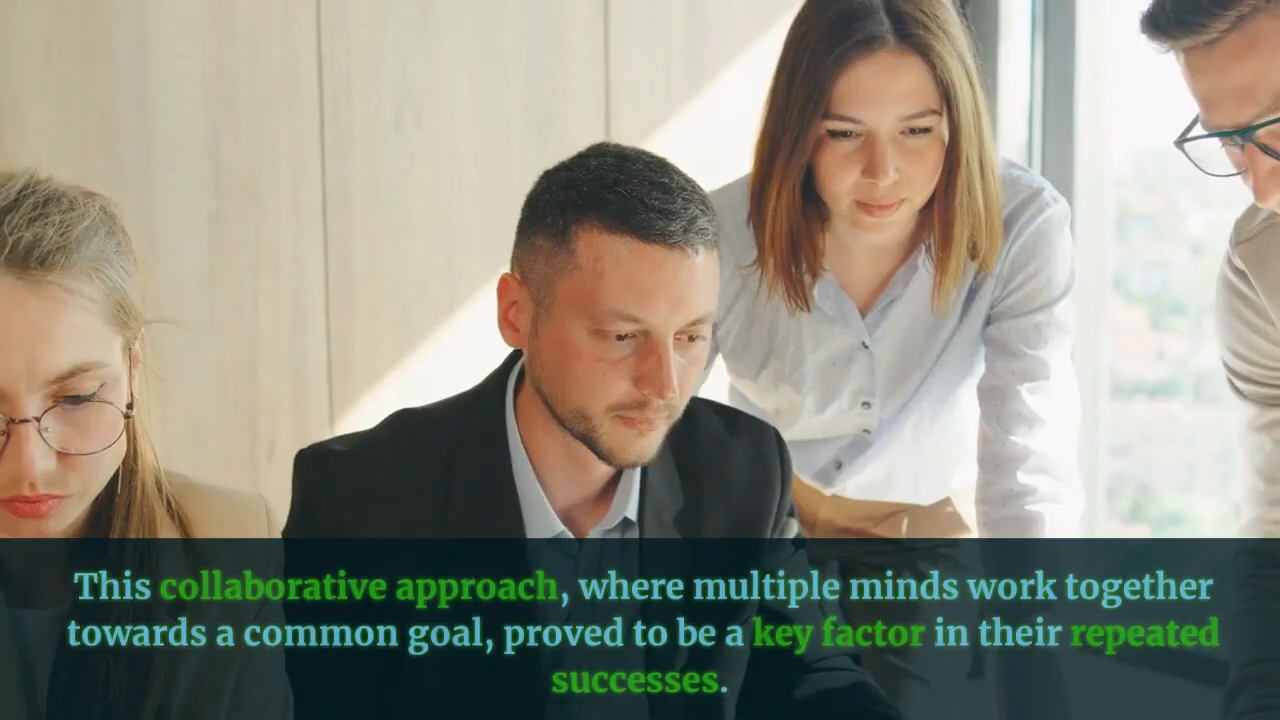 This collaborative approach, where multiple minds work together
towards a common goal, proved to be a key factor in their repeated
successes.